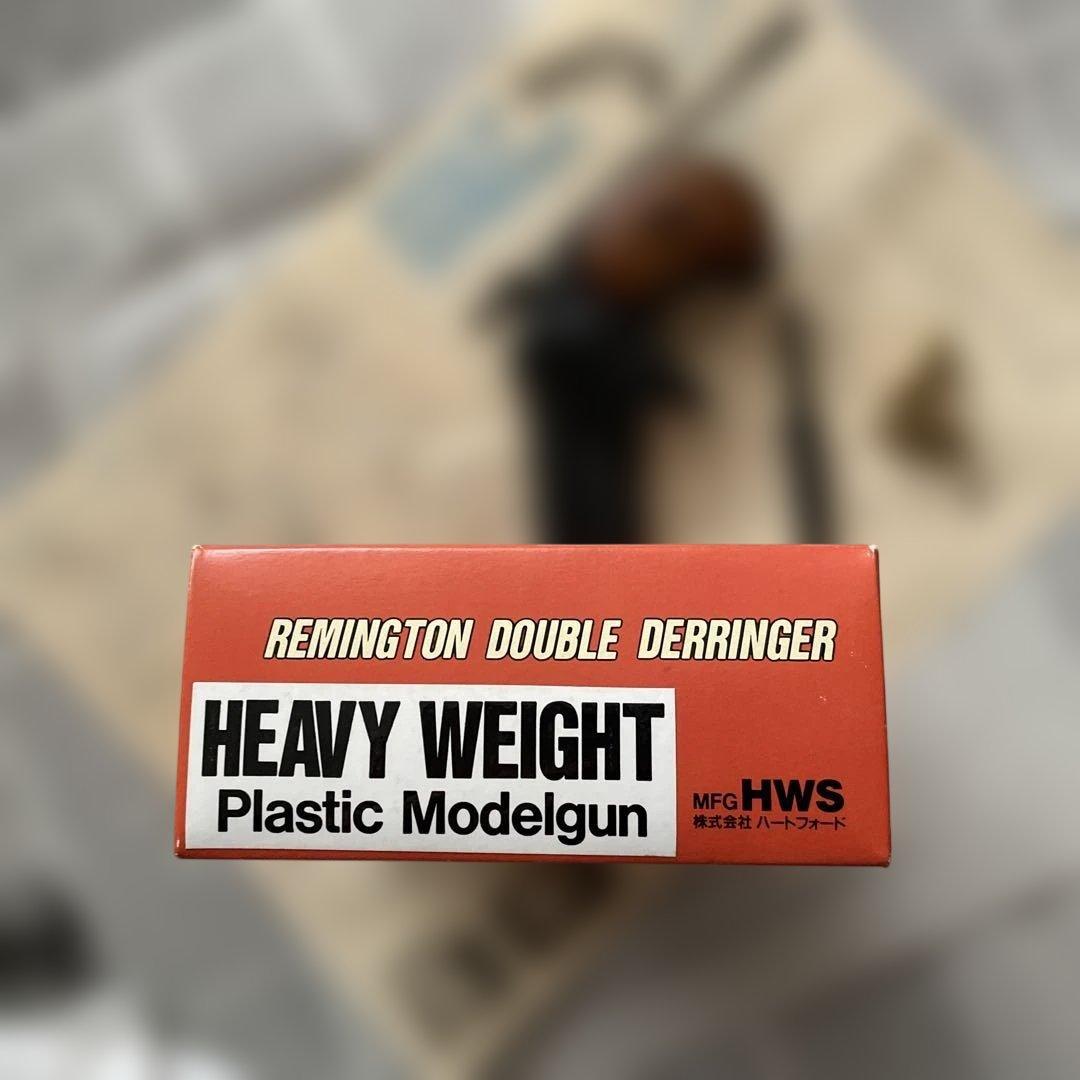 REMINGTON DOUBLE DERRINGER
HEAVY WEIGHT
Plastic Modelgun
MFG HWS
株式会社 ハートフォード